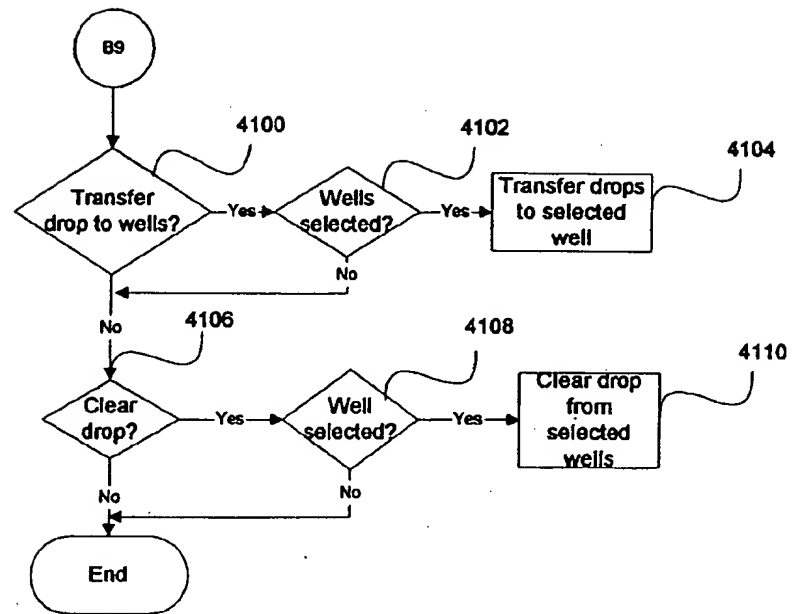 B9
4100
Transfer
drop to wells?
Yes
4102
Wells
selected?
Yes
4104
Transfer drops
to selected
well
No
No
4106
Clear
drop?
Yes
4108
Well
selected?
Yes
4110
Clear drop
from
selected
wells
No
No
End